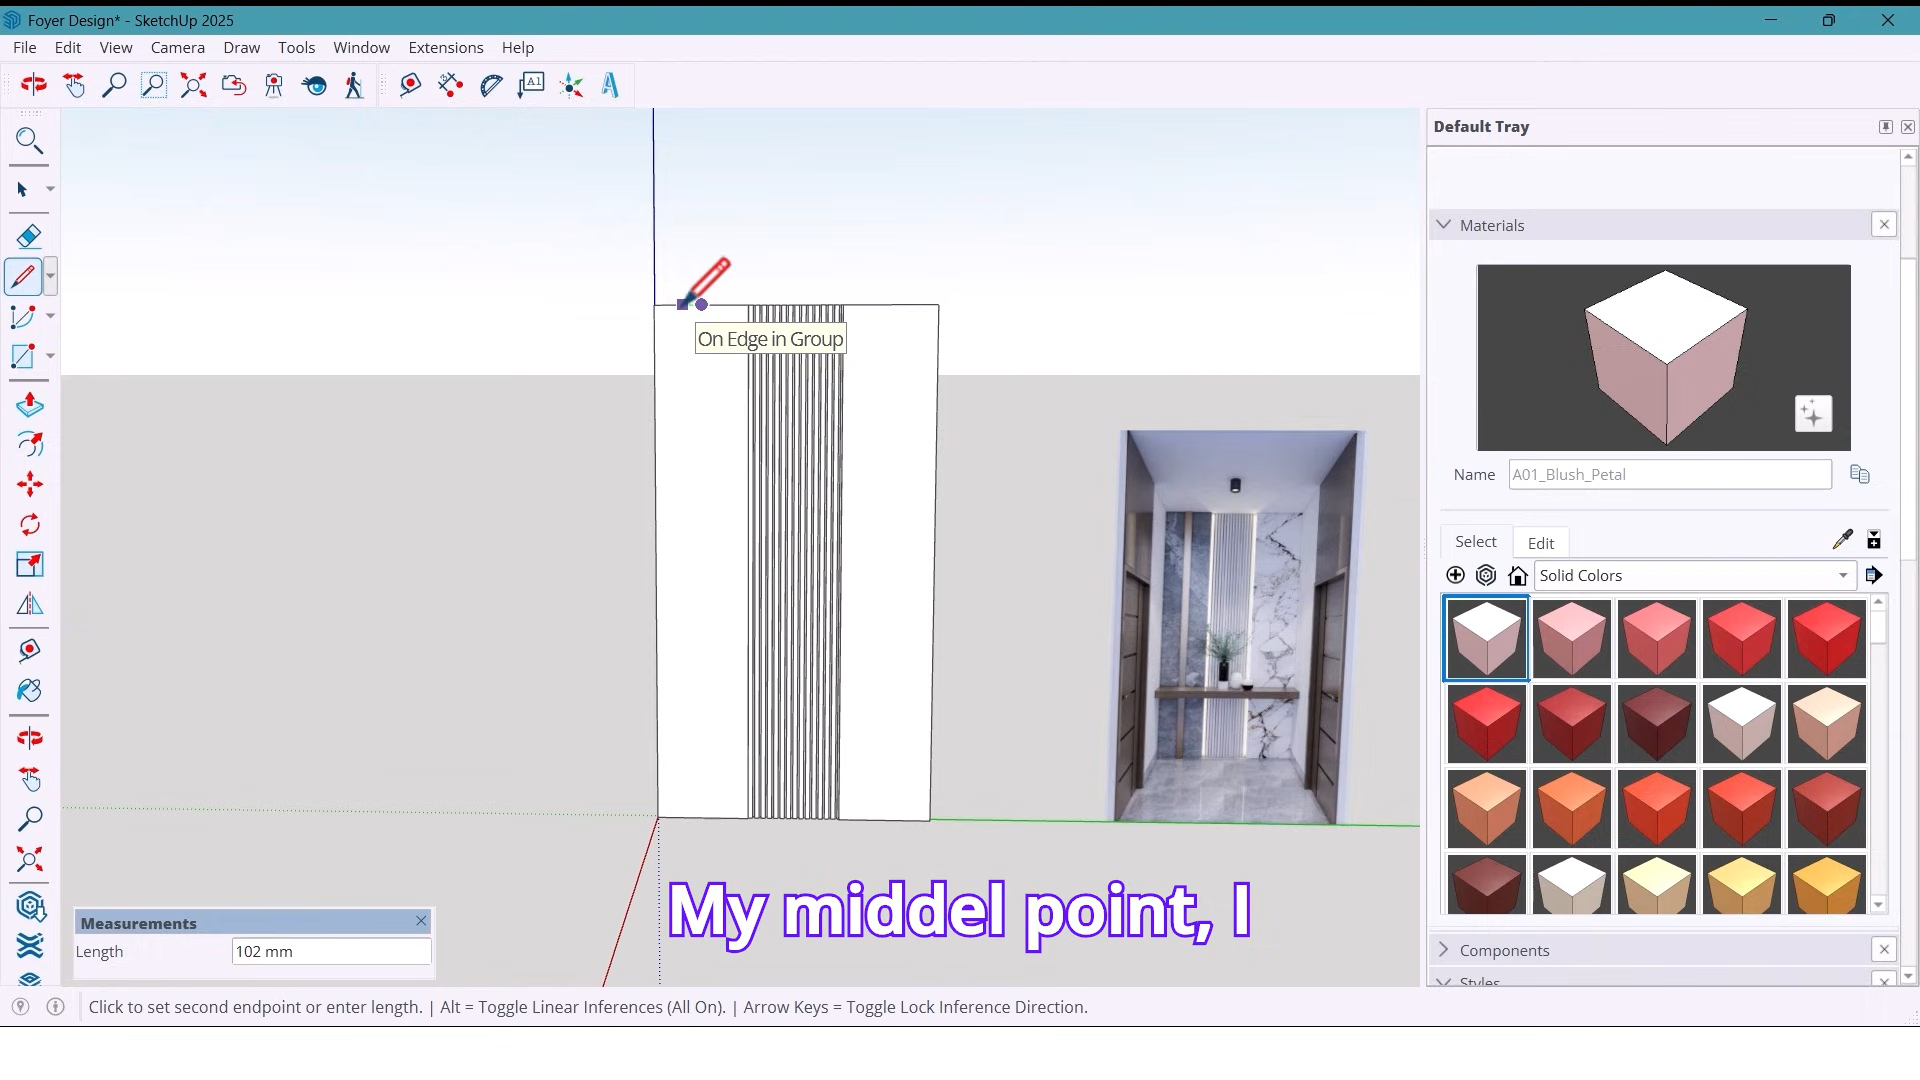 Foyer Design* - SketchUp 2025
File Edit View Camera Draw Tools Window Extensions Help
A1
Default Tray
Materials
On Edge in Group
Name A01_Blush_Petal
Select Edit
Solid Colors
My middel point, I
Measurements
Length 102 mm
Components
Styles
Click to set second endpoint or enter length. | Alt = Toggle Linear Inferences (All On). | Arrow Keys = Toggle Lock Inference Direction.